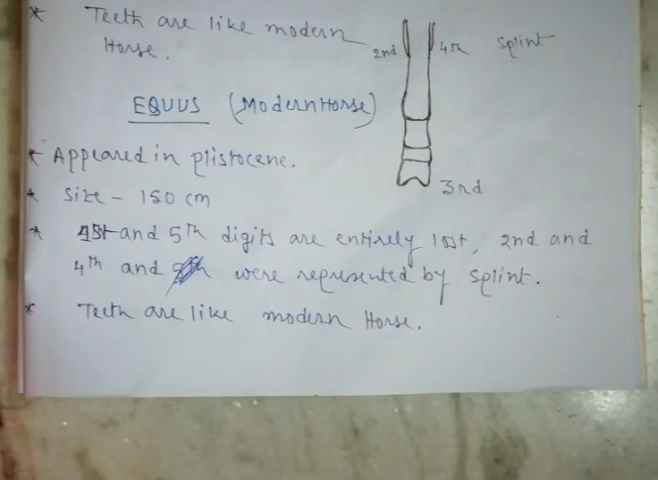 * Teeth are like modern
Horse.
2nd 4th Splint
EQUUS (Modern Horse)
* Appeared in plistocene.
3nd
* Size - 150 cm
* 1st and 5th digits are entirely lost, 2nd and
4th and were represented by splint.
* Teeth are like modern Horse.